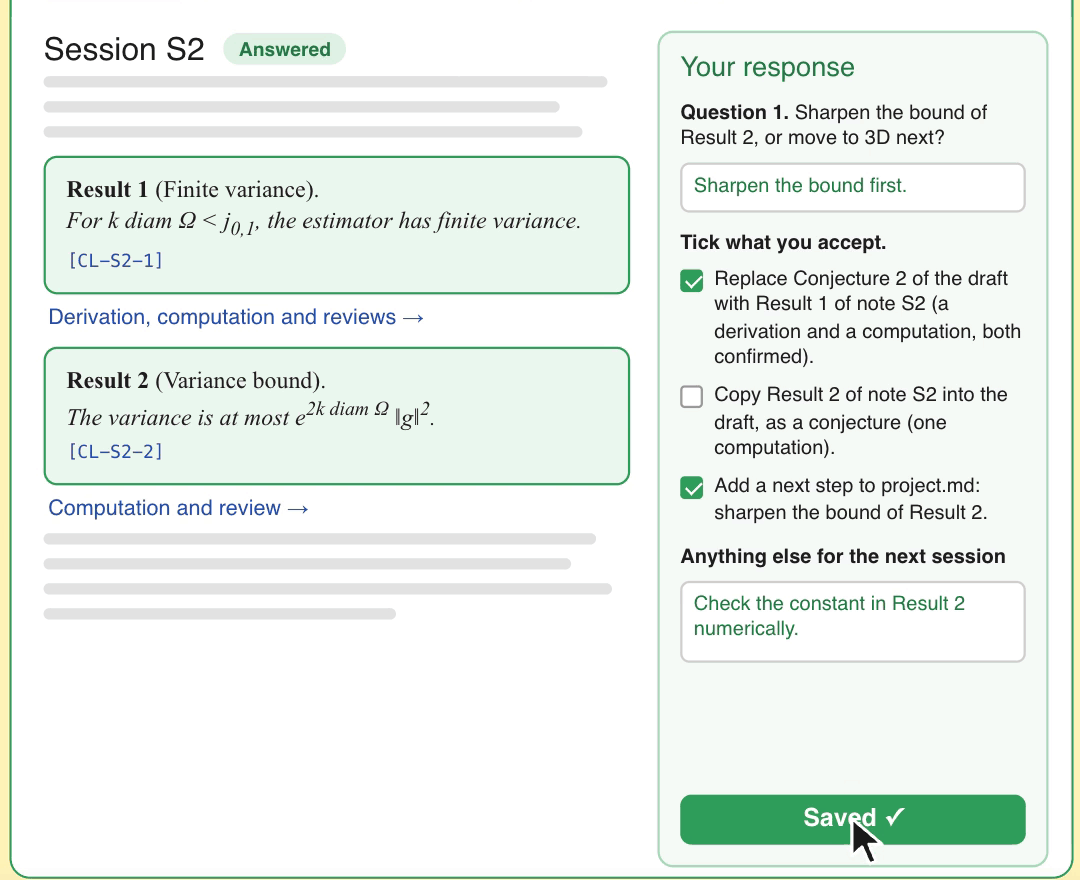 Session S2 Answered
Result 1 (Finite variance).
For k diam Ω < j0,1, the estimator has finite variance.
[CL-S2-1]
Derivation, computation and reviews →
Result 2 (Variance bound).
The variance is at most e^2k diam Ω ‖g‖^2.
[CL-S2-2]
Computation and review →
Your response
Question 1. Sharpen the bound of
Result 2, or move to 3D next?
Sharpen the bound first.
Tick what you accept.
Replace Conjecture 2 of the draft
with Result 1 of note S2 (a
derivation and a computation, both
confirmed).
Copy Result 2 of note S2 into the
draft, as a conjecture (one
computation).
Add a next step to project.md:
sharpen the bound of Result 2.
Anything else for the next session
Check the constant in Result 2
numerically.
Saved ✓